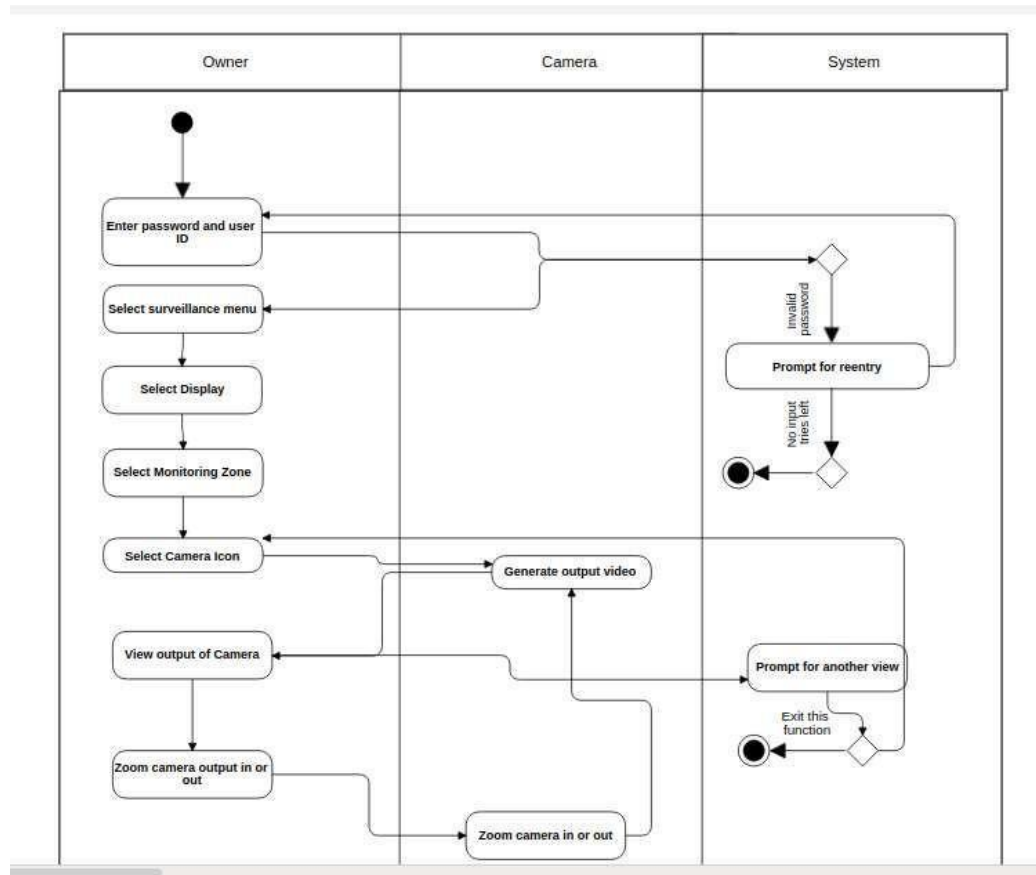 Owner
Camera
System
Enter password and user
ID
Invalid
password
Select surveillance menu
Prompt for reentry
Select Display
No input
tries left
Select Monitoring Zone
Select Camera Icon
Generate output video
View output of Camera
Prompt for another view
Exit this
function
Zoom camera output in or
out
Zoom camera in or out